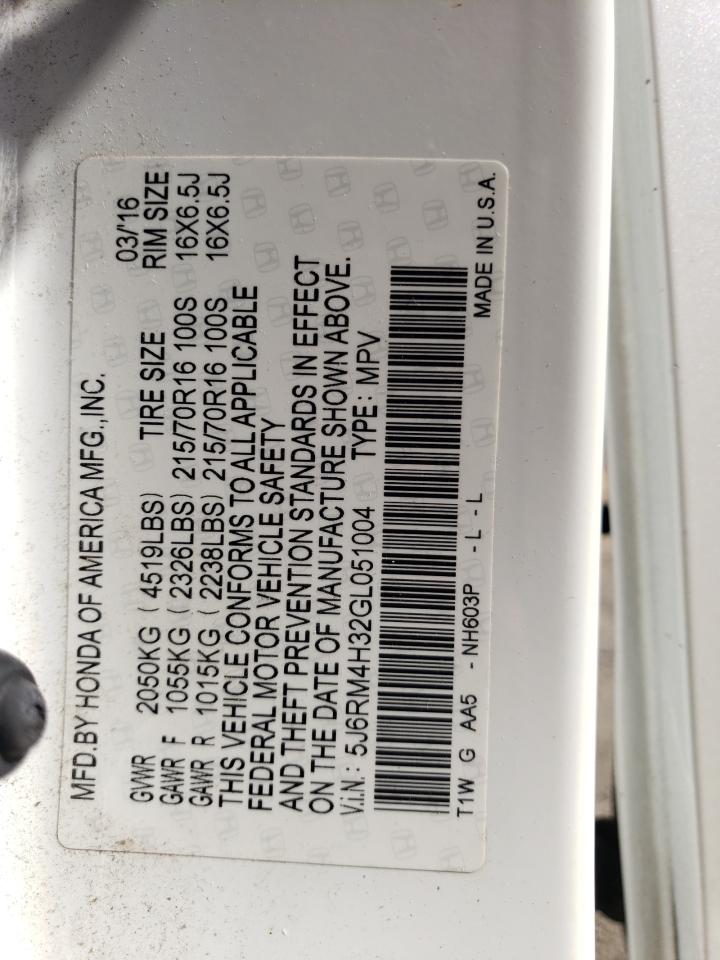 MFD.BY HONDA OF AMERICA MFG.,INC. 03/'16
GVWR 2050KG ( 4519LBS) TIRE SIZE RIM SIZE
GAWR F 1055KG ( 2326LBS) 215/70R16 100S 16X6.5J
GAWR R 1015KG ( 2238LBS) 215/70R16 100S 16X6.5J
THIS VEHICLE CONFORMS TO ALL APPLICABLE
FEDERAL MOTOR VEHICLE SAFETY
AND THEFT PREVENTION STANDARDS IN EFFECT
ON THE DATE OF MANUFACTURE SHOWN ABOVE.
V.I.N.: 5J6RM4H32GL051004 TYPE: MPV
T1W G AA5 - NH603P - L - L MADE IN U.S.A.